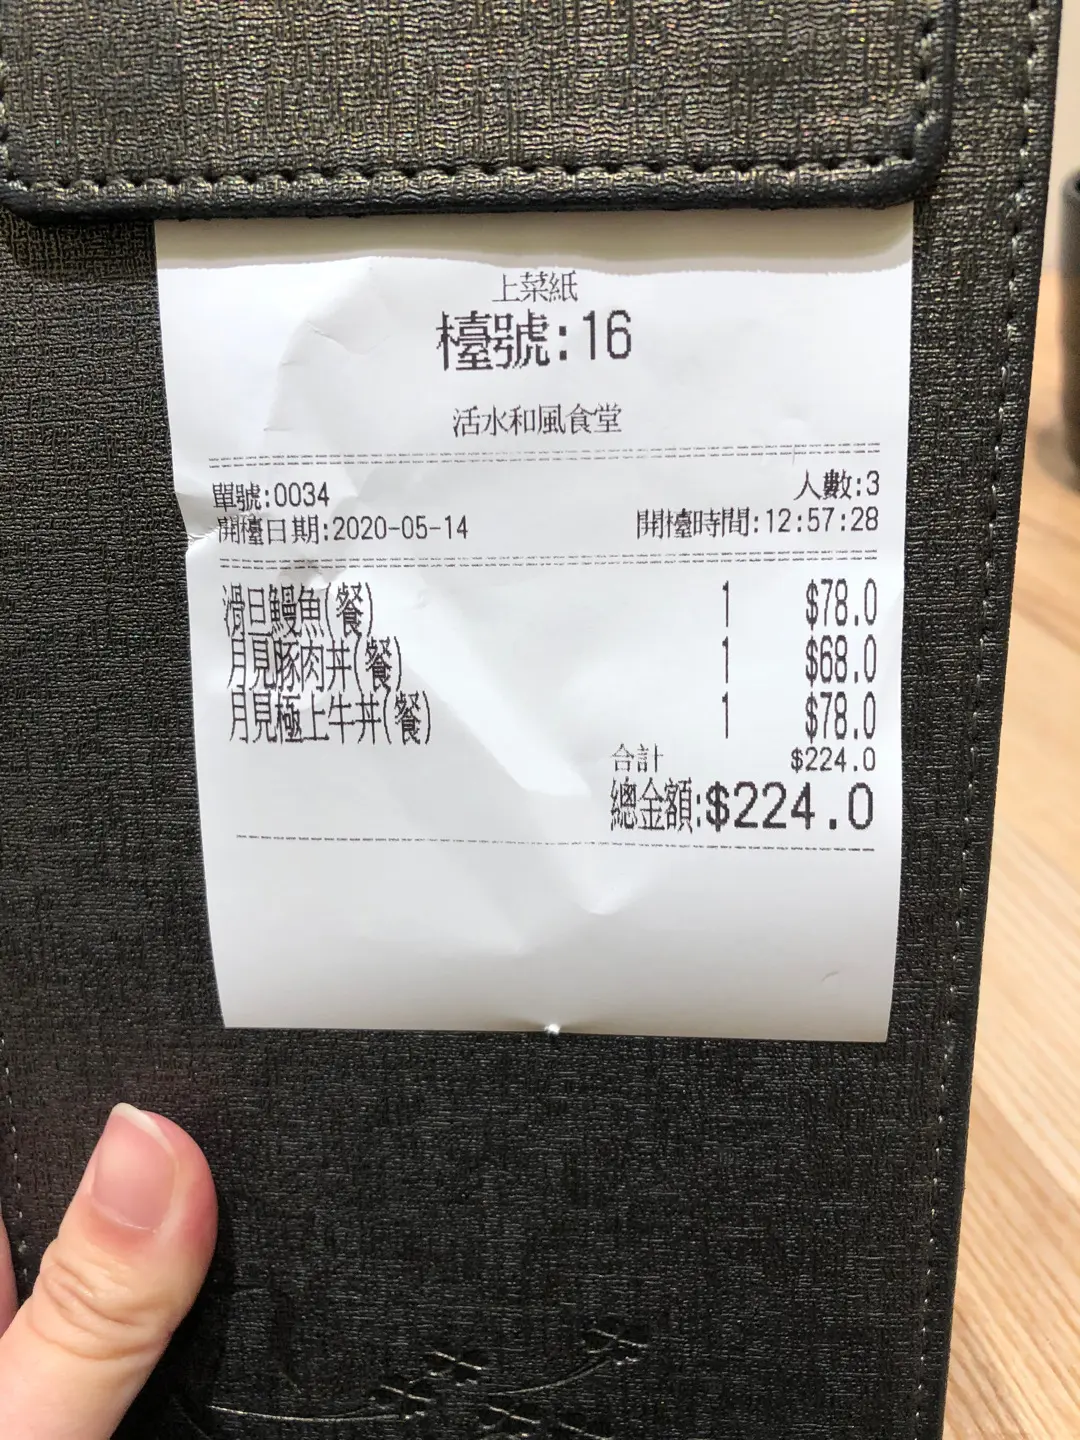 上菜紙
檯號:16
活水和風食堂
單號:0034 人數:3
開檯日期:2020-05-14 開檯時間:12:57:28
滑旦鰻魚(餐) 1 $78.0
月見豚肉丼(餐) 1 $68.0
月見極上牛丼(餐) 1 $78.0
合計 $224.0
總金額:$224.0